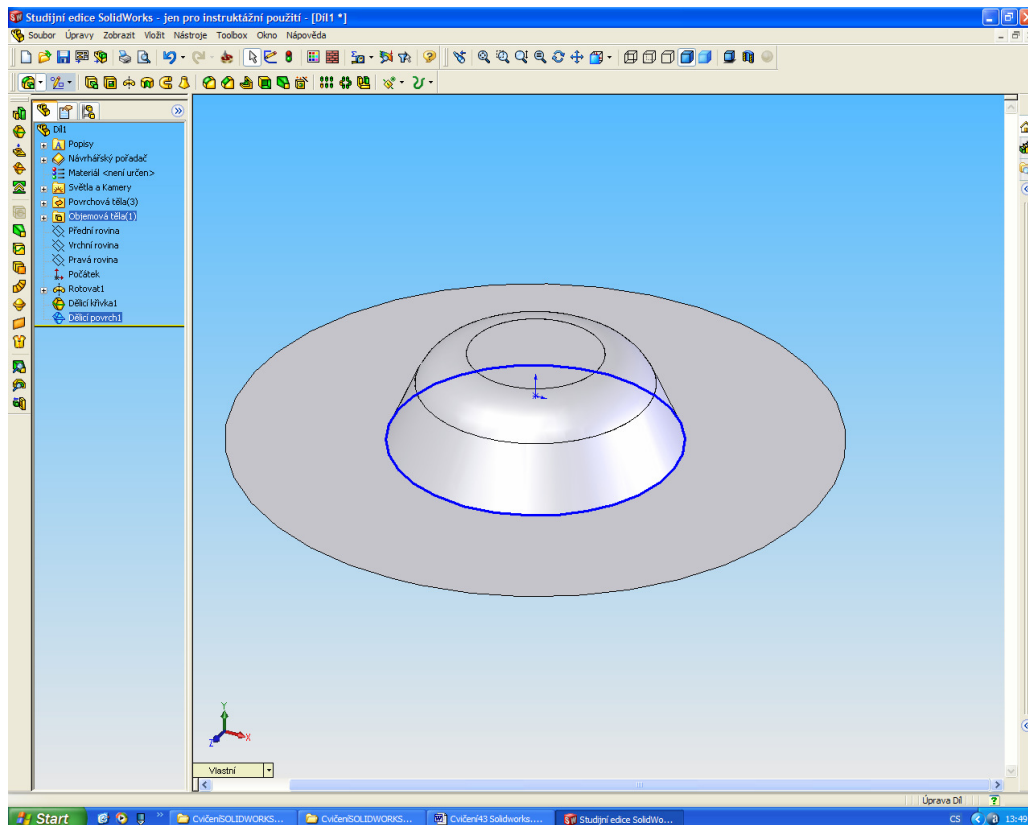 Studijní edice SolidWorks - jen pro instruktážní použití - [Díl1 *]
Soubor Úpravy Zobrazit Vložit Nástroje Toolbox Okno Nápověda
Díl1
Popisy
Návrhářský pořadač
Materiál <není určen>
Světla a Kamery
Povrchová těla(3)
Objemová těla(1)
Přední rovina
Vrchní rovina
Pravá rovina
Počátek
Rotovat1
Dělicí křivka1
Dělicí povrch1
Y
X
Z
Vlastní
Úprava Díl
Start
CvičeníSOLIDWORKS...
CvičeníSOLIDWORKS...
Cvičení43 Solidworks....
Studijní edice SolidWo...
CS
13:49